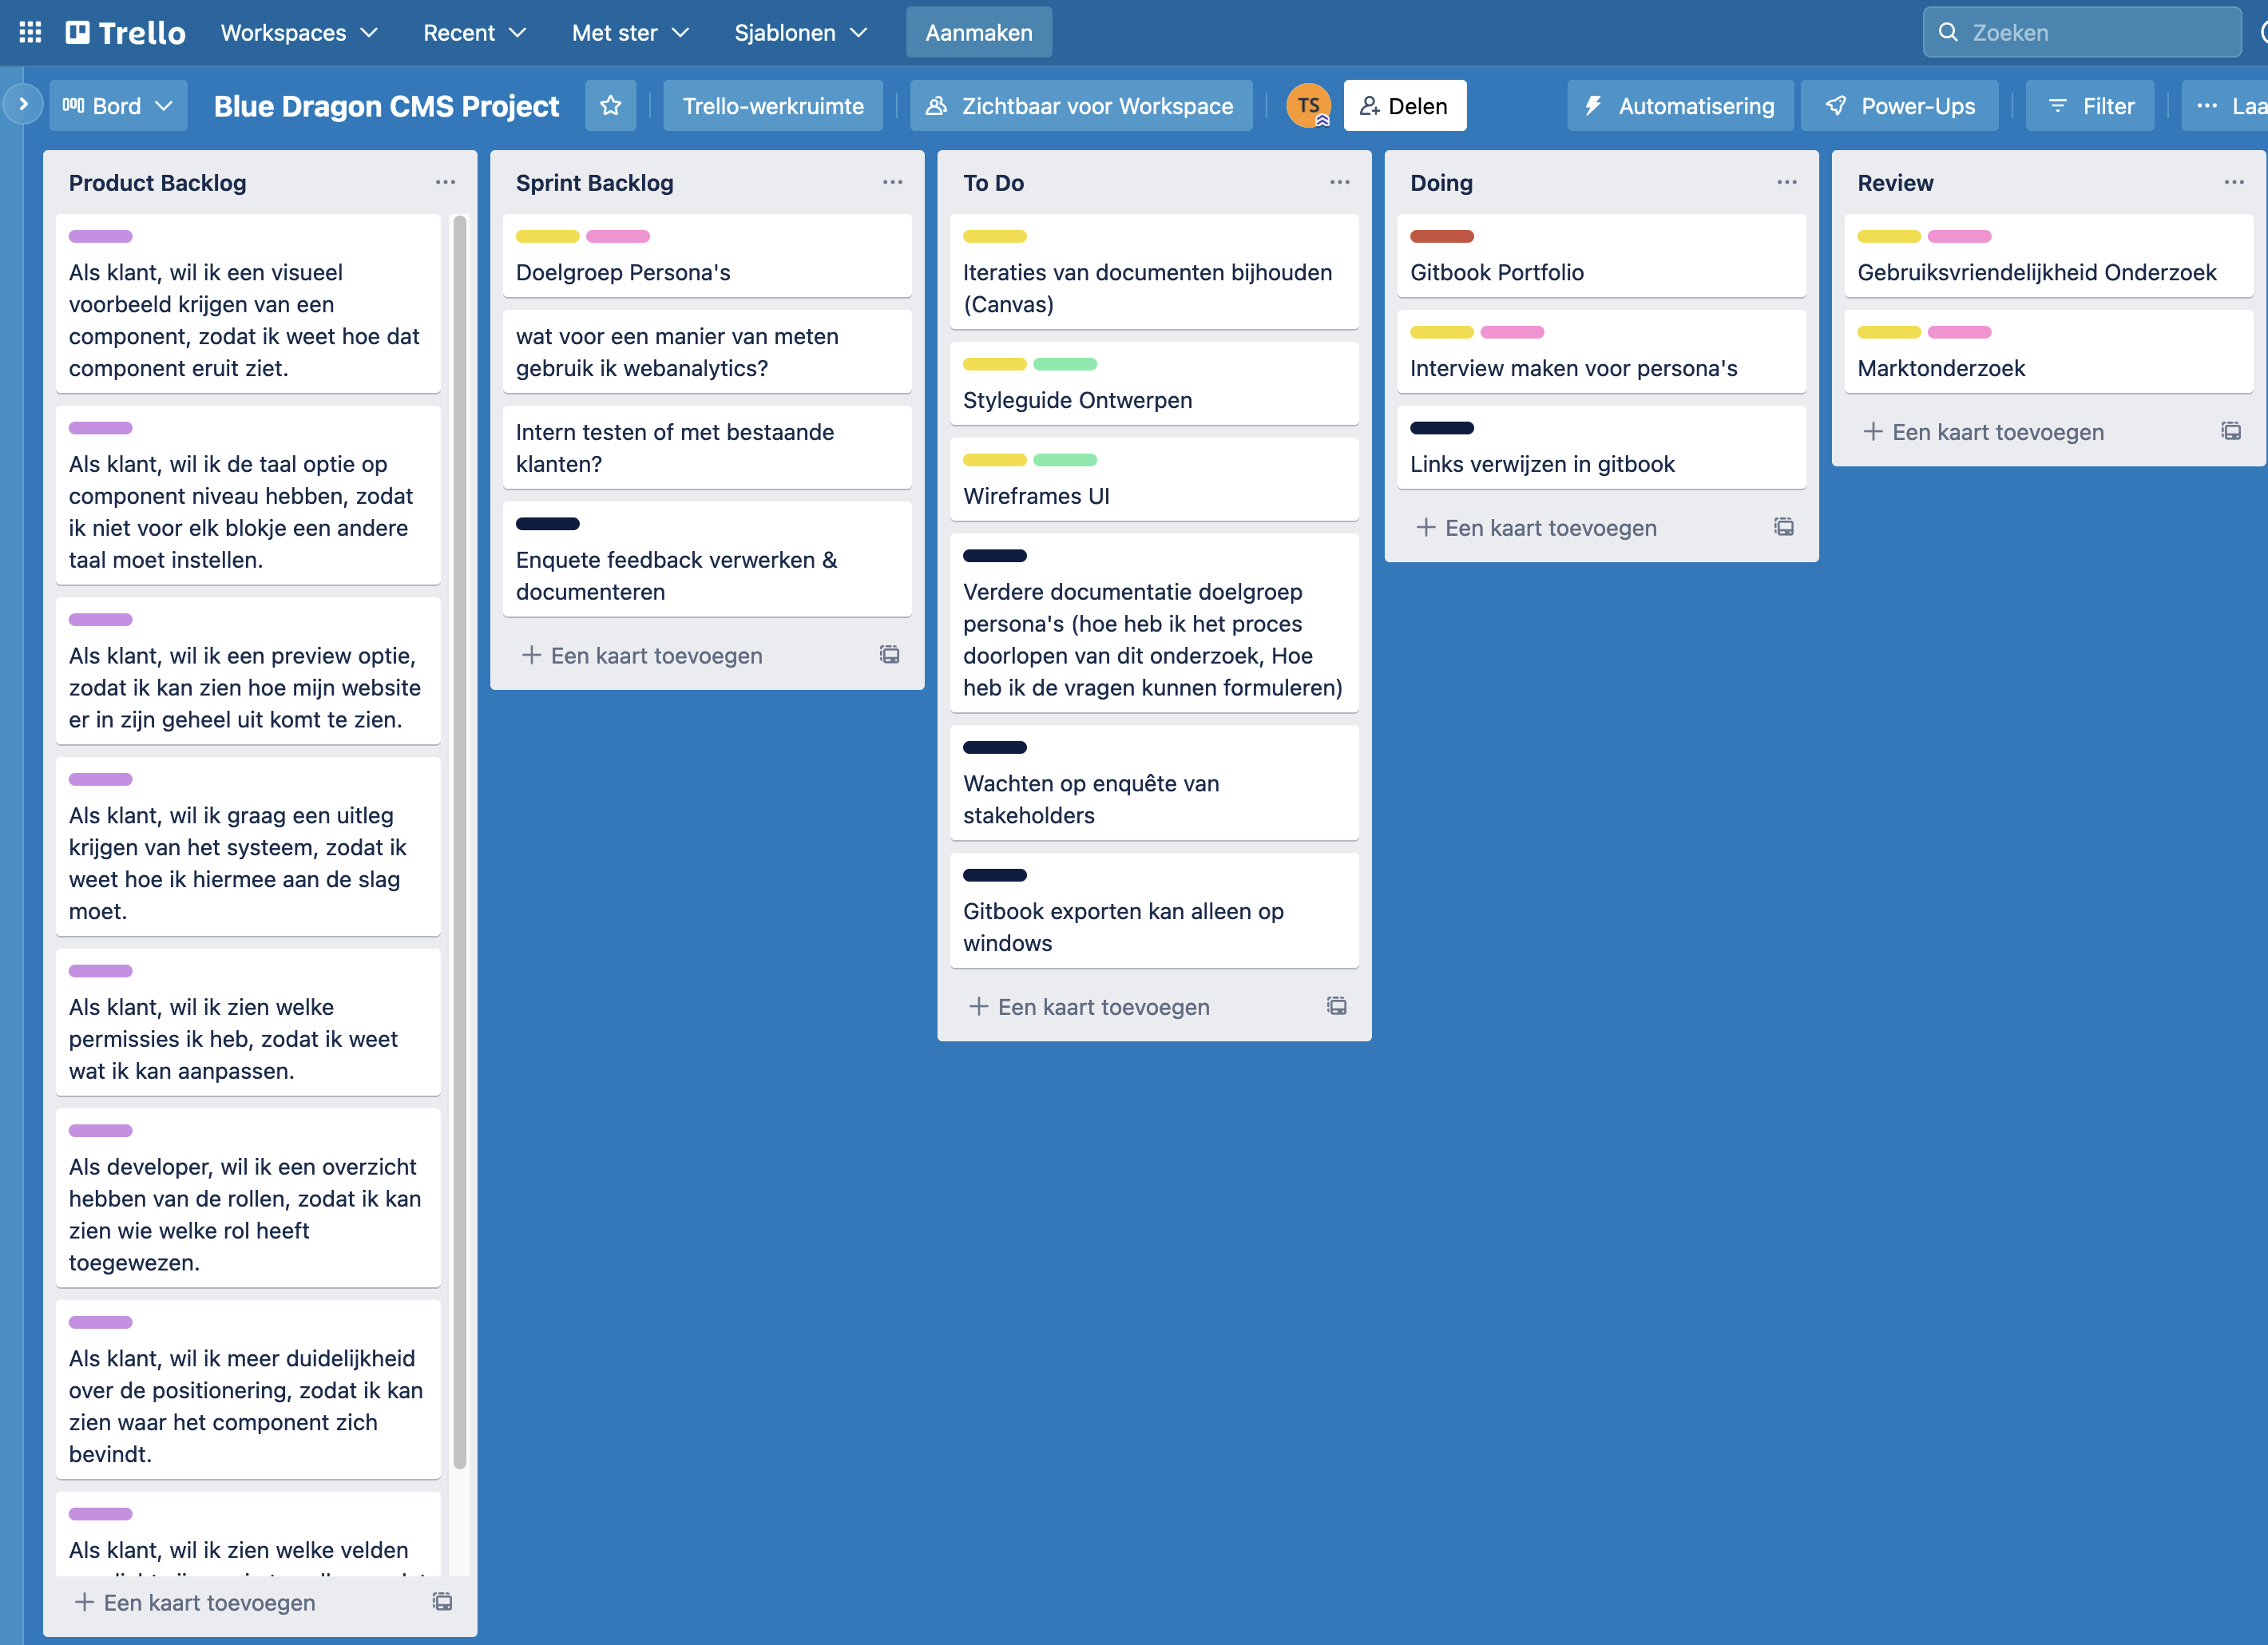 Trello
Workspaces
Recent
Met ster
Sjablonen
Aanmaken
Zoeken
Bord
Blue Dragon CMS Project
Trello-werkruimte
Zichtbaar voor Workspace
TS
Delen
Automatisering
Power-Ups
Filter
Product Backlog
Als klant, wil ik een visueel
voorbeeld krijgen van een
component, zodat ik weet hoe dat
component eruit ziet.
Als klant, wil ik de taal optie op
component niveau hebben, zodat
ik niet voor elk blokje een andere
taal moet instellen.
Als klant, wil ik een preview optie,
zodat ik kan zien hoe mijn website
er in zijn geheel uit komt te zien.
Als klant, wil ik graag een uitleg
krijgen van het systeem, zodat ik
weet hoe ik hiermee aan de slag
moet.
Als klant, wil ik zien welke
permissies ik heb, zodat ik weet
wat ik kan aanpassen.
Als developer, wil ik een overzicht
hebben van de rollen, zodat ik kan
zien wie welke rol heeft
toegewezen.
Als klant, wil ik meer duidelijkheid
over de positionering, zodat ik kan
zien waar het component zich
bevindt.
Als klant, wil ik zien welke velden
Een kaart toevoegen
Sprint Backlog
Doelgroep Persona's
wat voor een manier van meten
gebruik ik webanalytics?
Intern testen of met bestaande
klanten?
Enquete feedback verwerken &
documenteren
Een kaart toevoegen
To Do
Iteraties van documenten bijhouden
(Canvas)
Styleguide Ontwerpen
Wireframes UI
Verdere documentatie doelgroep
persona's (hoe heb ik het proces
doorlopen van dit onderzoek, Hoe
heb ik de vragen kunnen formuleren)
Wachten op enquête van
stakeholders
Gitbook exporten kan alleen op
windows
Een kaart toevoegen
Doing
Gitbook Portfolio
Interview maken voor persona's
Links verwijzen in gitbook
Een kaart toevoegen
Review
Gebruiksvriendelijkheid Onderzoek
Marktonderzoek
Een kaart toevoegen